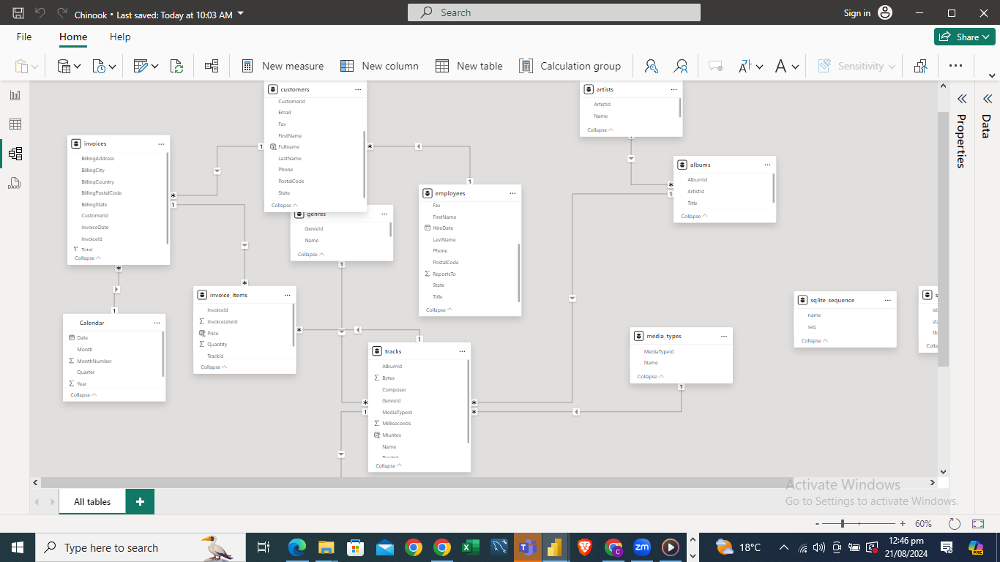 Chinook • Last saved: Today at 10:03 AM
Search
Sign in
File
Home
Help
Share
New measure
New column
New table
Calculation group
Sensitivity
customers
CustomerId
Email
Fax
FirstName
Fullname
LastName
Phone
PostalCode
State
Collapse
artists
ArtistId
Name
Collapse
invoices
BillingAddress
BillingCity
BillingCountry
BillingPostalCode
BillingState
CustomerId
InvoiceDate
InvoiceId
Total
Collapse
albums
AlbumId
ArtistId
Title
Collapse
employees
Fax
FirstName
HireDate
LastName
Phone
PostalCode
ReportsTo
State
Title
Collapse
genres
GenreId
Name
Collapse
invoice_items
InvoiceId
InvoiceLineId
Price
Quantity
TrackId
Collapse
Calendar
Date
Month
MonthNumber
Quarter
Year
Collapse
tracks
AlbumId
Bytes
Composer
GenreId
MediaTypeId
Milliseconds
Miuntes
Name
TrackId
Collapse
media_types
MediaTypeId
Name
Collapse
sqlite_sequence
name
seq
Collapse
Properties
Data
All tables
Activate Windows
Go to Settings to activate Windows.
60%
Type here to search
18°C
12:46 pm
21/08/2024